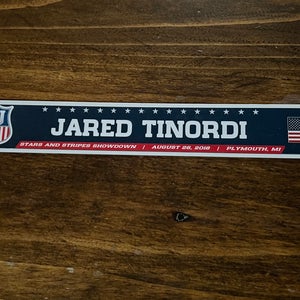 JARED TINORDI
STARS AND STRIPES SHOWDOWN / AUGUST 26, 2018 / PLYMOUTH, MI